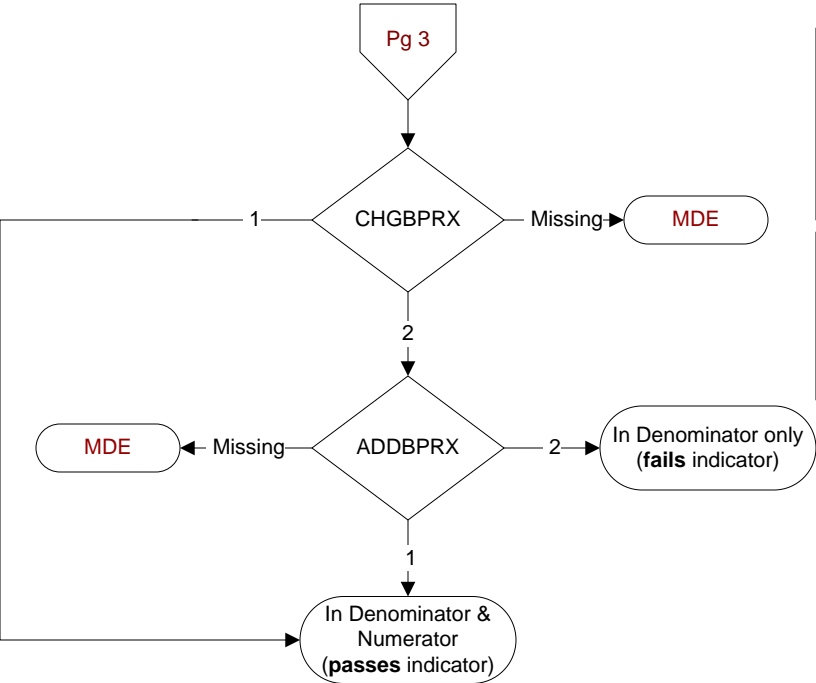 Pg 3
1
CHGBPRX
Missing
MDE
2
MDE
Missing
ADDBPRX
2
In Denominator only
(fails indicator)
1
In Denominator &
Numerator
(passes indicator)